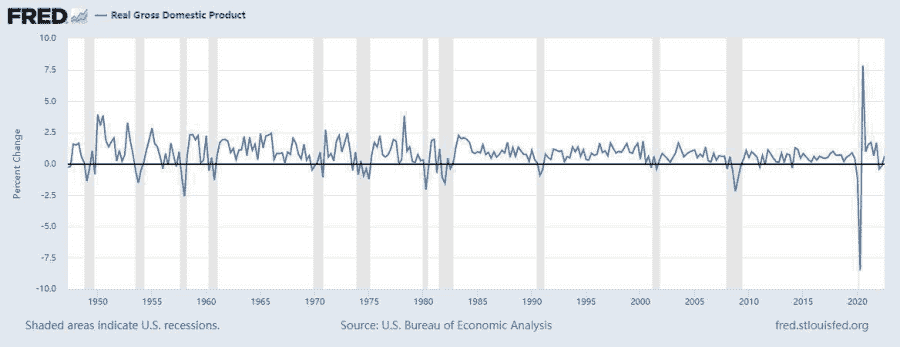 FRED — Real Gross Domestic Product
10.0
7.5
5.0
2.5
0.0
-2.5
-5.0
-7.5
-10.0
Percent Change
1950 1955 1960 1965 1970 1975 1980 1985 1990 1995 2000 2005 2010 2015 2020
Shaded areas indicate U.S. recessions. Source: U.S. Bureau of Economic Analysis fred.stlouisfed.org